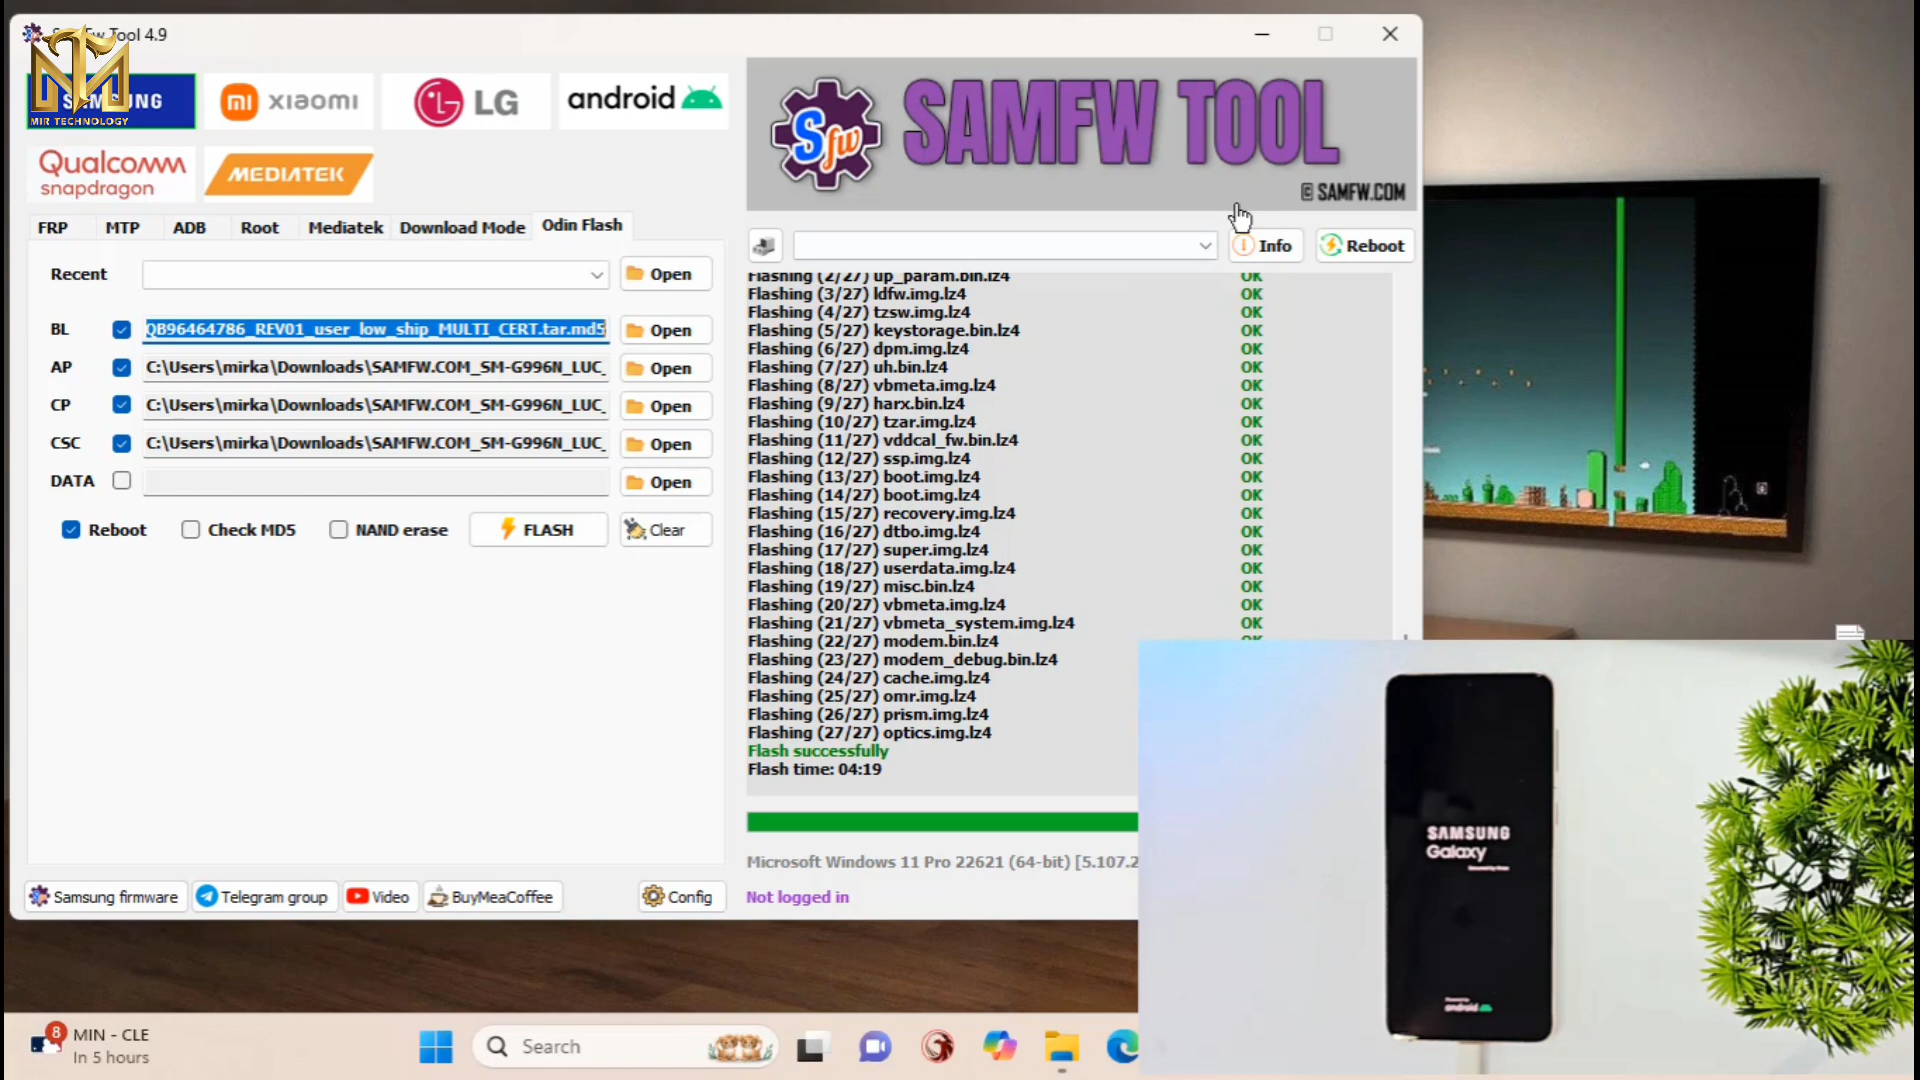 SamFw Tool 4.9
MIR TECHNOLOGY
SAMSUNG
xiaomi
LG
android
Qualcomm
snapdragon
MEDIATEK
FRP
MTP
ADB
Root
Mediatek
Download Mode
Odin Flash
Recent
Open
BL
QB96464786_REV01_user_low_ship_MULTI_CERT.tar.md5
Open
AP
C:\Users\mirka\Downloads\SAMFW.COM_SM-G996N_LUC_
Open
CP
C:\Users\mirka\Downloads\SAMFW.COM_SM-G996N_LUC_
Open
CSC
C:\Users\mirka\Downloads\SAMFW.COM_SM-G996N_LUC_
Open
DATA
Open
Reboot
Check MD5
NAND erase
FLASH
Clear
Samsung firmware
Telegram group
Video
BuyMeaCoffee
Config
Sfw
SAMFW TOOL
© SAMFW.COM
Info
Reboot
Flashing (2/27) up_param.bin.lz4 OK
Flashing (3/27) ldfw.img.lz4 OK
Flashing (4/27) tzsw.img.lz4 OK
Flashing (5/27) keystorage.bin.lz4 OK
Flashing (6/27) dpm.img.lz4 OK
Flashing (7/27) uh.bin.lz4 OK
Flashing (8/27) vbmeta.img.lz4 OK
Flashing (9/27) harx.bin.lz4 OK
Flashing (10/27) tzar.img.lz4 OK
Flashing (11/27) vddcal_fw.bin.lz4 OK
Flashing (12/27) ssp.img.lz4 OK
Flashing (13/27) boot.img.lz4 OK
Flashing (14/27) boot.img.lz4 OK
Flashing (15/27) recovery.img.lz4 OK
Flashing (16/27) dtbo.img.lz4 OK
Flashing (17/27) super.img.lz4 OK
Flashing (18/27) userdata.img.lz4 OK
Flashing (19/27) misc.bin.lz4 OK
Flashing (20/27) vbmeta.img.lz4 OK
Flashing (21/27) vbmeta_system.img.lz4 OK
Flashing (22/27) modem.bin.lz4 OK
Flashing (23/27) modem_debug.bin.lz4
Flashing (24/27) cache.img.lz4
Flashing (25/27) omr.img.lz4
Flashing (26/27) prism.img.lz4
Flashing (27/27) optics.img.lz4
Flash successfully
Flash time: 04:19
Microsoft Windows 11 Pro 22621 (64-bit) [5.107.2
Not logged in
SAMSUNG
Galaxy
android
8
MIN - CLE
In 5 hours
Search